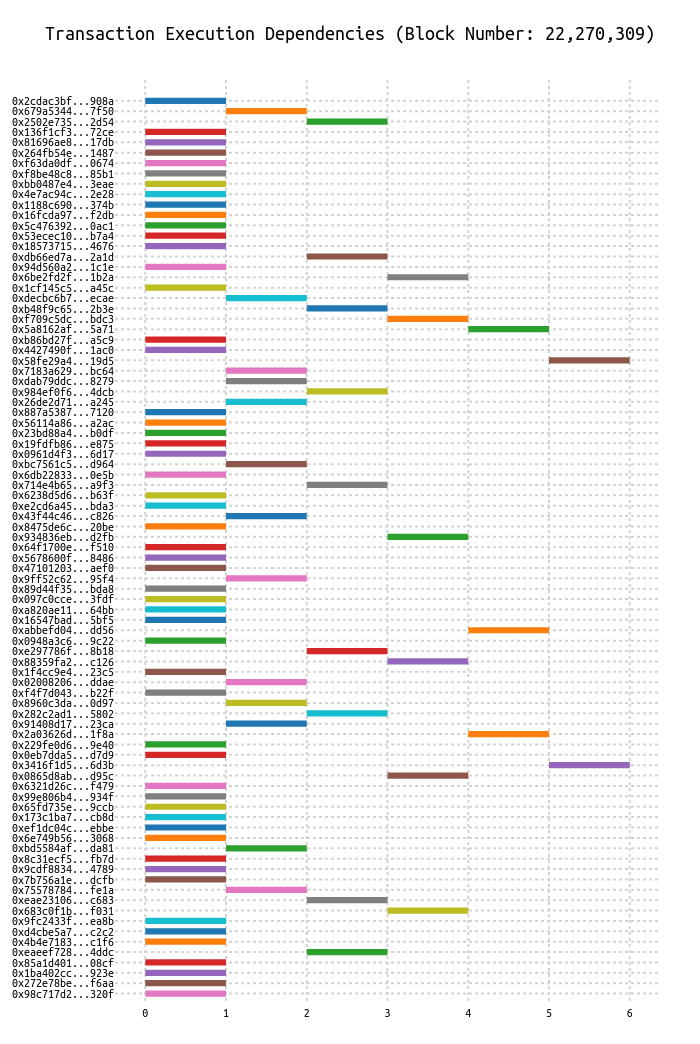 Transaction Execution Dependencies (Block Number: 22,270,309)
0x2cdac3bf...908a
0x679a5344...7f50
0x2502e735...2d54
0x136f1cf3...72ce
0x81696ae8...17db
0x264fb54e...1487
0xf63da0df...0674
0xf8be48c8...85b1
0xbb0487e4...3eae
0x4e7ac94c...2e28
0x1188c690...374b
0x16fcda97...f2db
0x5c476392...0ac1
0x53ecec10...b7a4
0x18573715...4676
0xdb66ed7a...2a1d
0x94d560a2...1c1e
0x6be2fd2f...1b2a
0x1cf145c5...a45c
0xdecbc6b7...ecae
0xb48f9c65...2b3e
0xf709c5dc...bdc3
0x5a8162af...5a71
0xb86bd27f...a5c9
0x4427490f...1ac0
0x58fe29a4...19d5
0x7183a629...bc64
0xdab79ddc...8279
0x984ef0f6...4dcb
0x26de2d71...a245
0x887a5387...7120
0x56114a86...a2ac
0x23bd88a4...b0df
0x19fdfb86...e875
0x0961d4f3...6d17
0xbc7561c5...d964
0x6db22833...0e5b
0x714e4b65...a9f3
0x6238d5d6...b63f
0xe2cd6a45...bda3
0x43f44c46...c826
0x8475de6c...20be
0x934836eb...d2fb
0x64f1700e...f510
0x5678600f...8486
0x47101203...aef0
0x9ff52c62...95f4
0x89d44f35...bda8
0x097c0cce...3fdf
0xa820ae11...64bb
0x16547bad...5bf5
0xabbefd04...dd56
0x0948a3c6...9c22
0xe297786f...8b18
0x88359fa2...c126
0x1f4cc9e4...23c5
0x02008206...ddae
0xf4f7d043...b22f
0x8960c3da...0d97
0x282c2ad1...5802
0x91408d17...23ca
0x2a03626d...1f8a
0x229fe0d6...9e40
0x0eb7dda5...d7d9
0x3416f1d5...6d3b
0x0865d8ab...d95c
0x6321d26c...f479
0x99e806b4...934f
0x65fd735e...9ccb
0x173c1ba7...cb8d
0xef1dc04c...ebbe
0x6e749b56...3068
0xbd5584af...da81
0x8c31ecf5...fb7d
0x9cdf8834...4789
0x7b756a1e...dcfb
0x75578784...fe1a
0xeae23106...c683
0x683c0f1b...f031
0x9fc2433f...ea8b
0xd4cbe5a7...c2c2
0x4b4e7183...c1f6
0xeaeef728...4ddc
0x85a1d401...08cf
0x1ba402cc...923e
0x272e78be...f6aa
0x98c717d2...320f
0 1 2 3 4 5 6